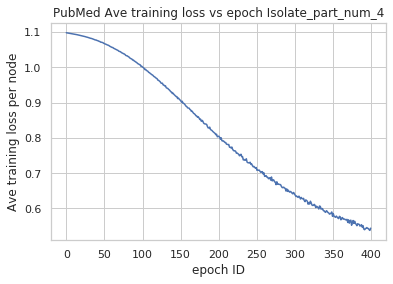 PubMed Ave training loss vs epoch Isolate_part_num_4
Ave training loss per node
1.1
1.0
0.9
0.8
0.7
0.6
0 50 100 150 200 250 300 350 400
epoch ID